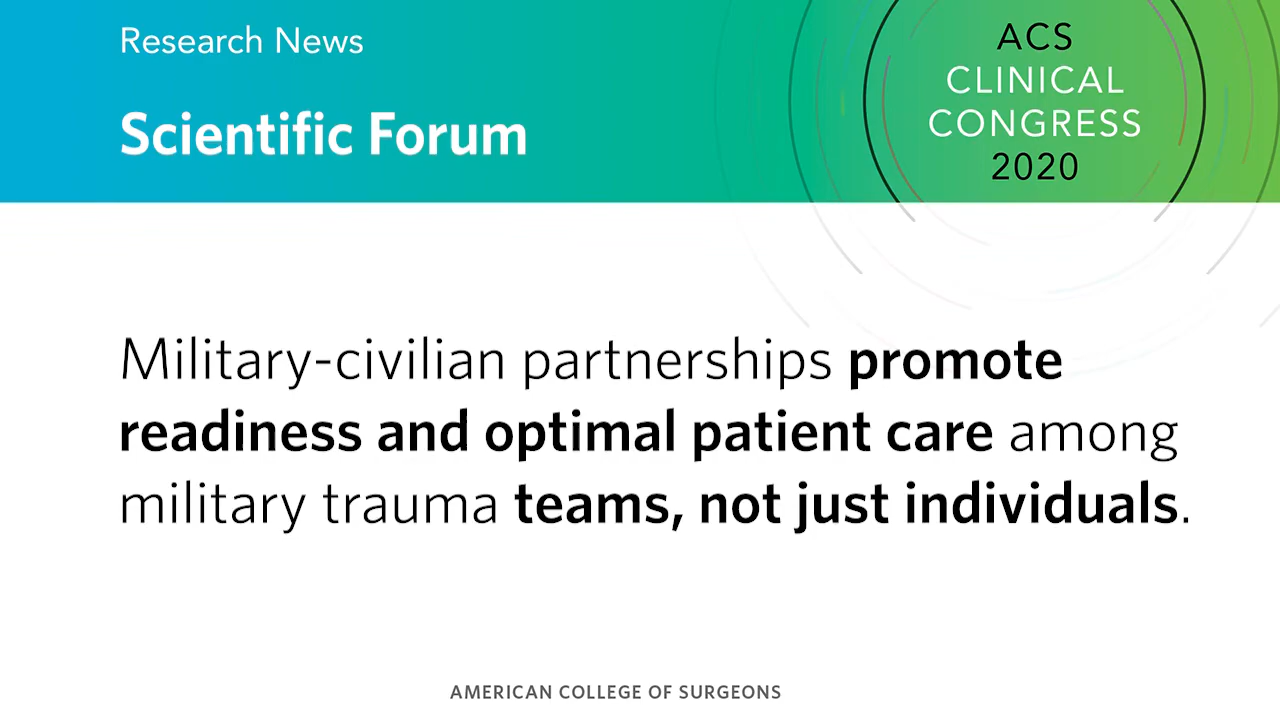 Research News
Scientific Forum
ACS
CLINICAL
CONGRESS
2020
Military-civilian partnerships promote
readiness and optimal patient care among
military trauma teams, not just individuals.
AMERICAN COLLEGE OF SURGEONS